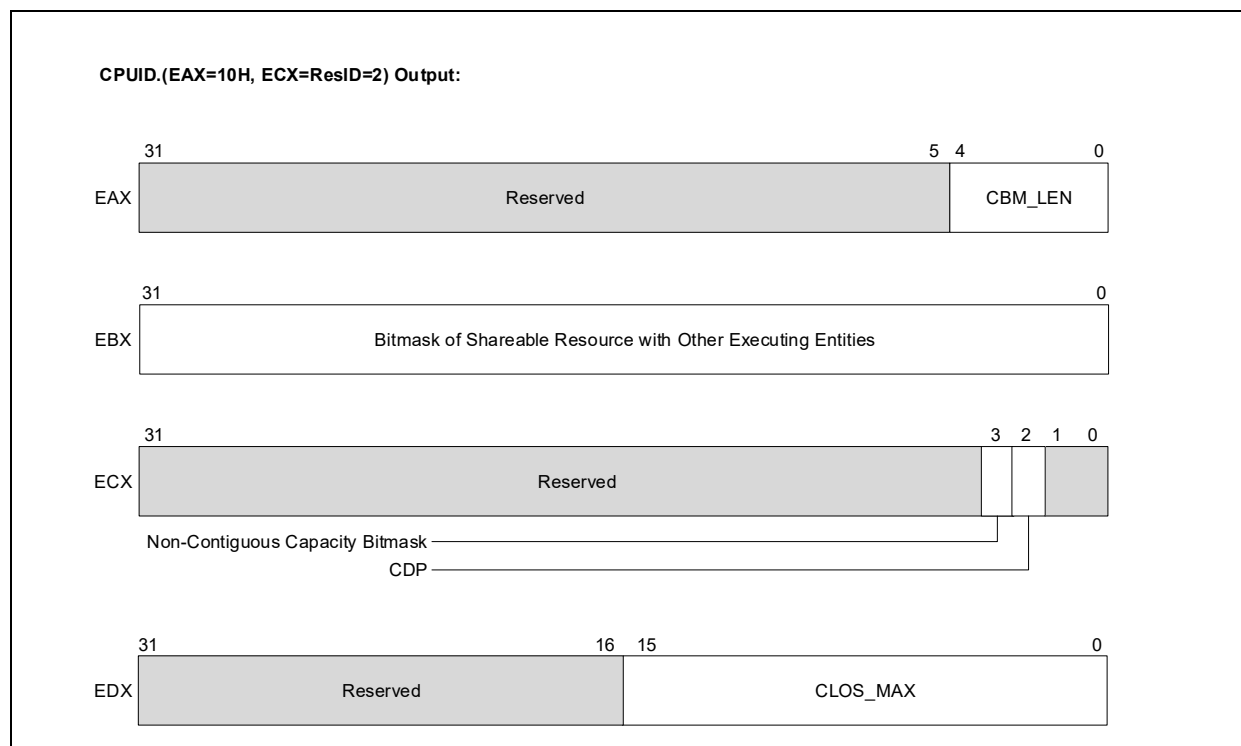 CPUID.(EAX=10H, ECX=ResID=2) Output:
31 5 4 0
EAX Reserved CBM_LEN
31 0
EBX Bitmask of Shareable Resource with Other Executing Entities
31 3 2 1 0
ECX Reserved
Non-Contiguous Capacity Bitmask
CDP
31 16 15 0
EDX Reserved CLOS_MAX